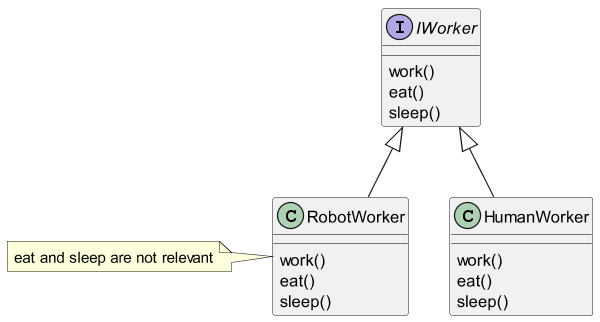 I IWorker
work()
eat()
sleep()
C RobotWorker
work()
eat()
sleep()
C HumanWorker
work()
eat()
sleep()
eat and sleep are not relevant